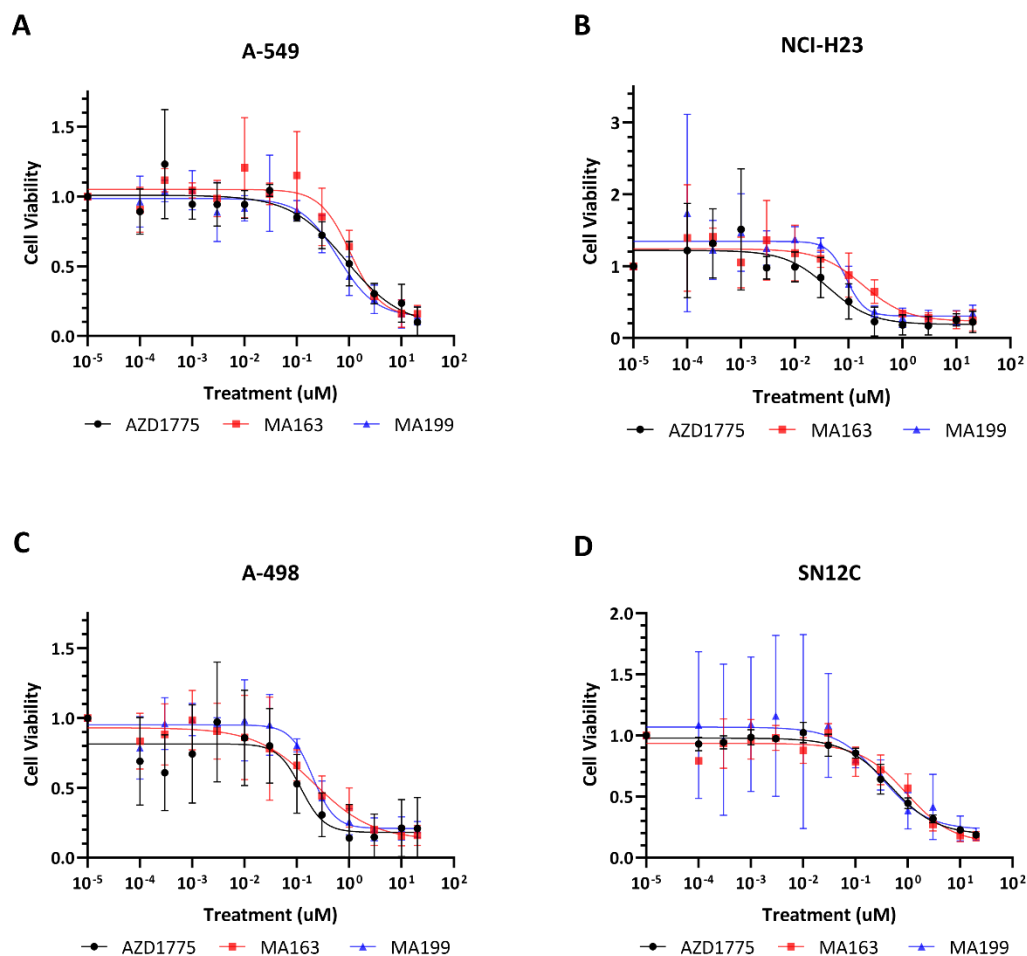 A
A-549
Cell Viability
1.5
1.0
0.5
0.0
10⁻⁵ 10⁻⁴ 10⁻³ 10⁻² 10⁻¹ 10⁰ 10¹ 10²
Treatment (uM)
AZD1775 MA163 MA199
B
NCI-H23
Cell Viability
3
2
1
0
10⁻⁵ 10⁻⁴ 10⁻³ 10⁻² 10⁻¹ 10⁰ 10¹ 10²
Treatment (uM)
AZD1775 MA163 MA199
C
A-498
Cell Viability
1.5
1.0
0.5
0.0
10⁻⁵ 10⁻⁴ 10⁻³ 10⁻² 10⁻¹ 10⁰ 10¹ 10²
Treatment (uM)
AZD1775 MA163 MA199
D
SN12C
Cell Viability
2.0
1.5
1.0
0.5
0.0
10⁻⁵ 10⁻⁴ 10⁻³ 10⁻² 10⁻¹ 10⁰ 10¹ 10²
Treatment (uM)
AZD1775 MA163 MA199